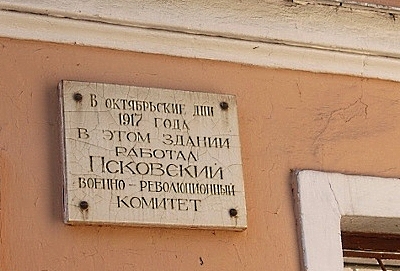 В ОКТЯБРЬСКИЕ ДНИ
1917 ГОДА
В ЭТОМ ЗДАНИИ
РАБОТАЛ
ПСКОВСКИЙ
ВОЕННО-РЕВОЛЮЦИОННЫЙ
КОМИТЕТ